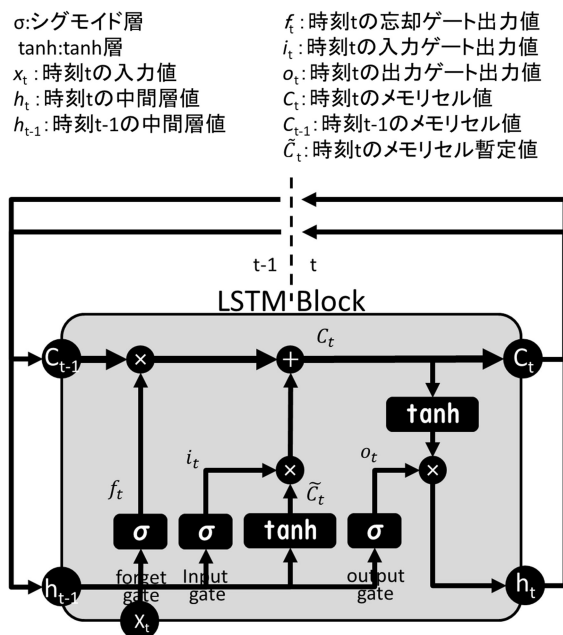 σ:シグモイド層
tanh:tanh層
xt：時刻tの入力値
ht：時刻tの中間層値
ht-1：時刻t-1の中間層値
ft：時刻tの忘却ゲート出力値
it：時刻tの入力ゲート出力値
ot：時刻tの出力ゲート出力値
Ct：時刻tのメモリセル値
Ct-1：時刻t-1のメモリセル値
C̃t：時刻tのメモリセル暫定値
t-1 t
LSTM Block
Ct
Ct-1 × + Ct
tanh
it × ot ×
ft C̃t
σ σ tanh σ
ht-1 forget gate Input gate output gate ht
Xt